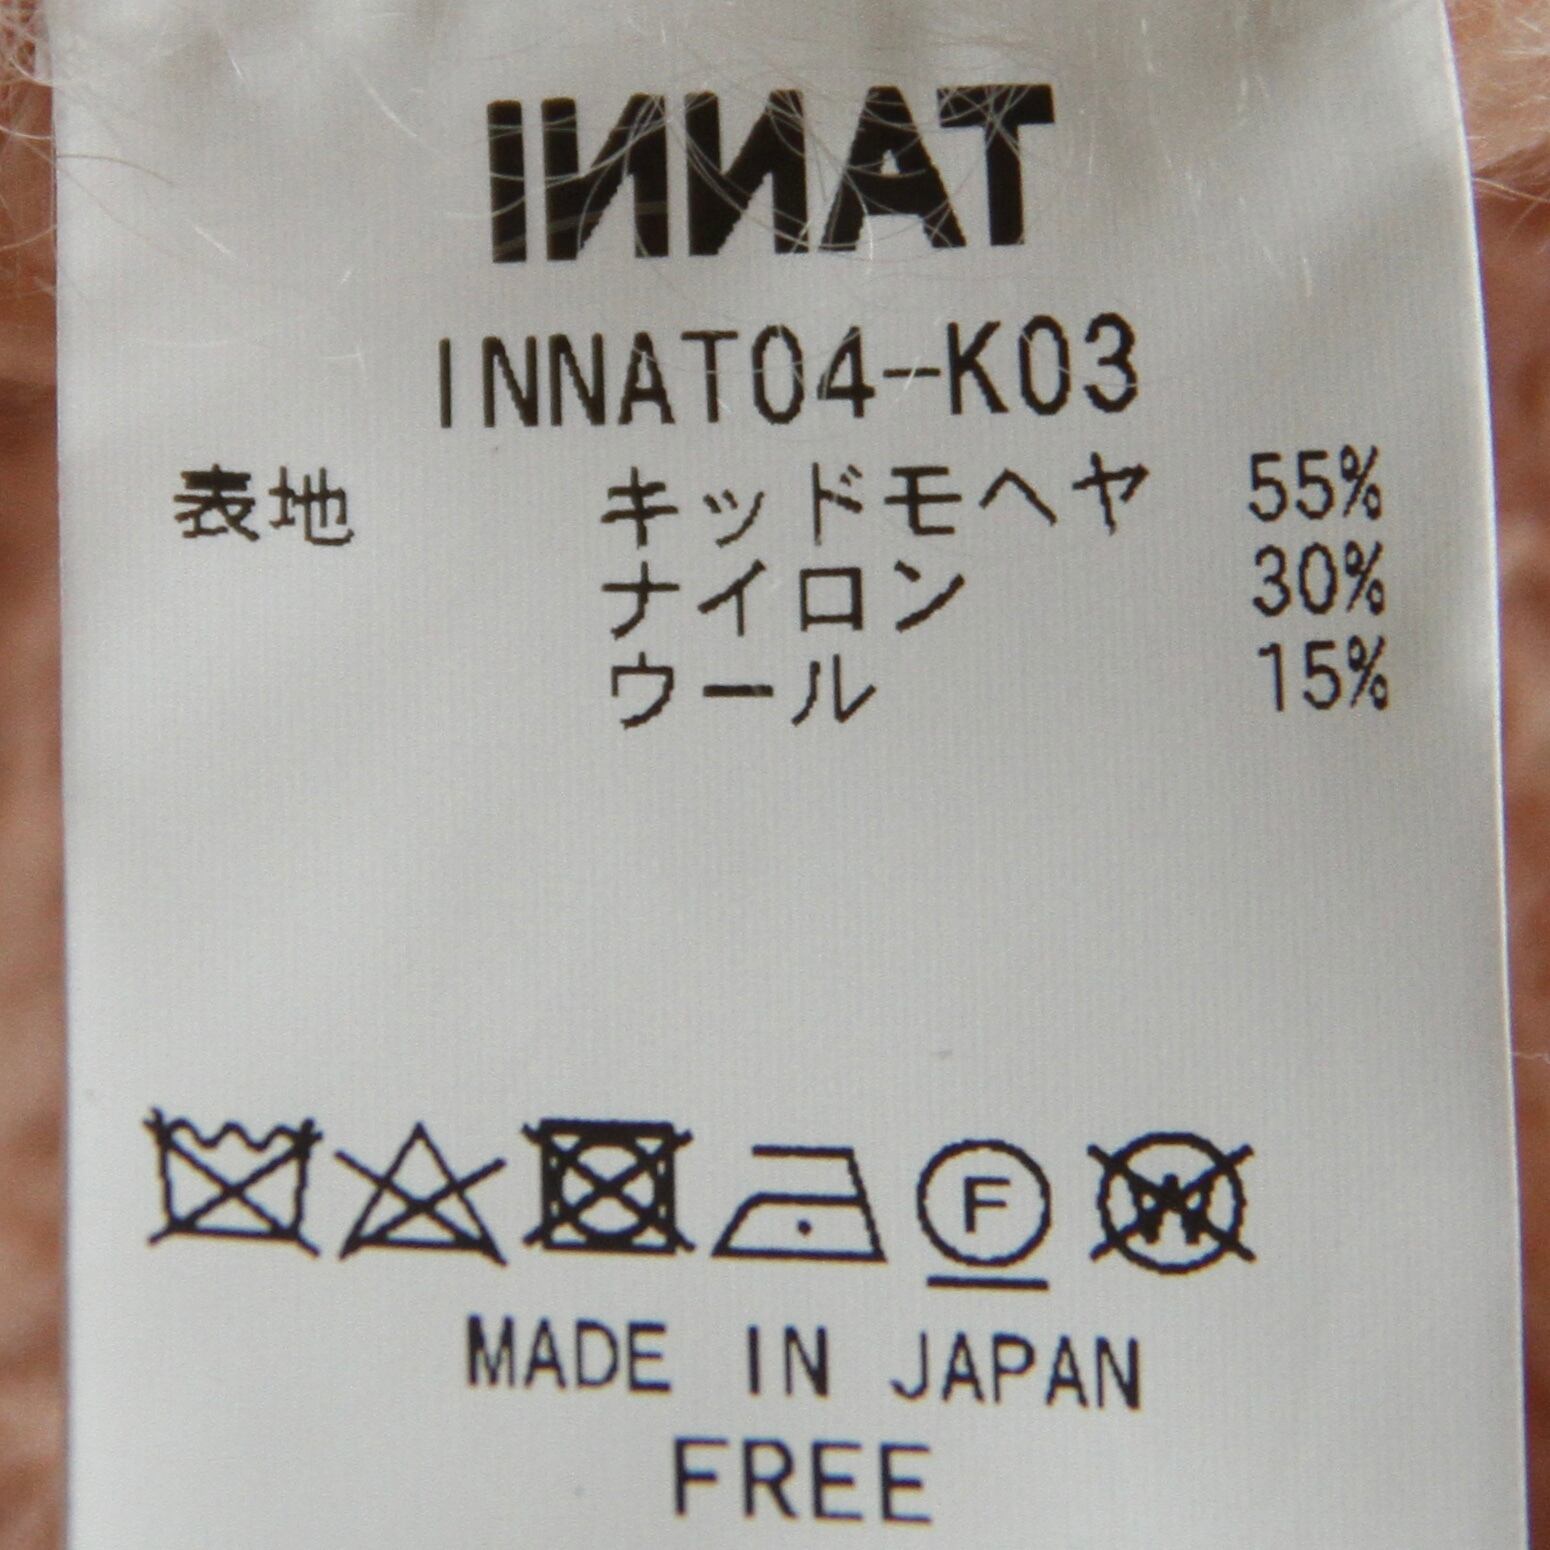 INNAT
INNAT04-K03
表地 キッドモヘヤ 55%
ナイロン 30%
ウール 15%
F W
MADE IN JAPAN
FREE